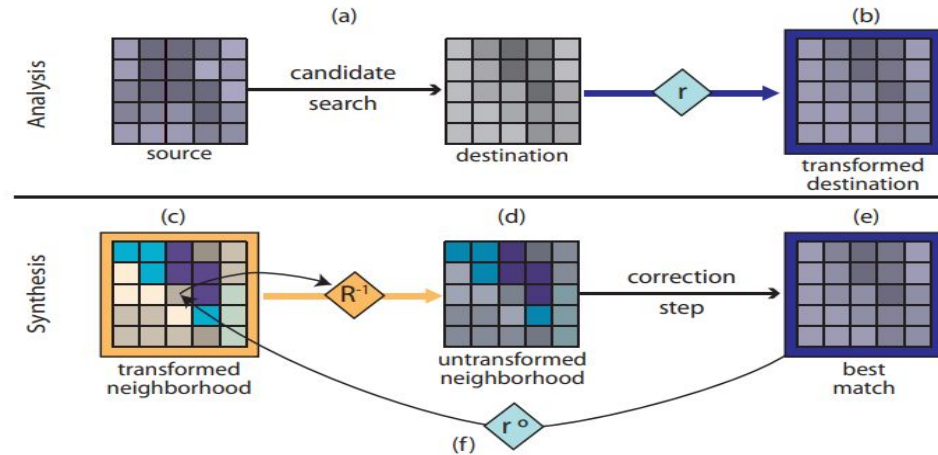 (a)
(b)
Analysis
candidate
search
r
source
destination
transformed
destination
(c)
(d)
(e)
Synthesis
R⁻¹
correction
step
transformed
neighborhood
untransformed
neighborhood
best
match
r º
(f)